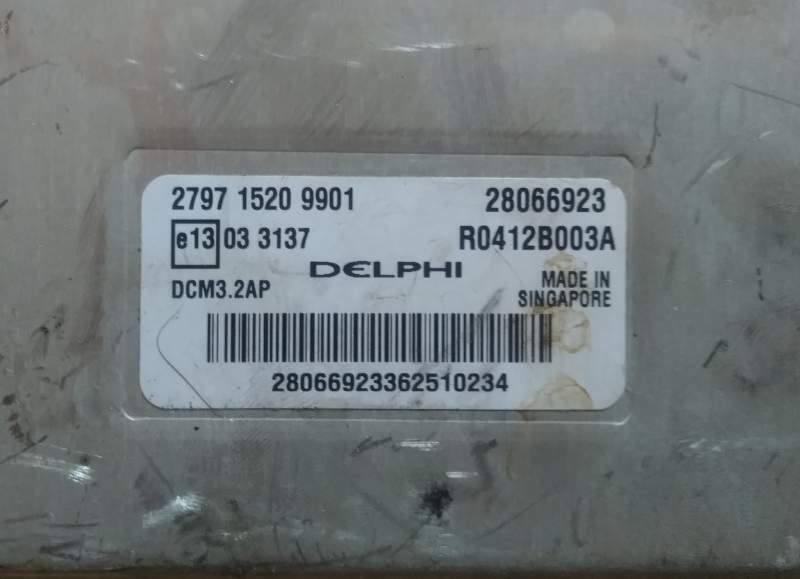 2797 1520 9901 28066923
e13 03 3137 R0412B003A
DELPHI
DCM3.2AP MADE IN
SINGAPORE
28066923362510234